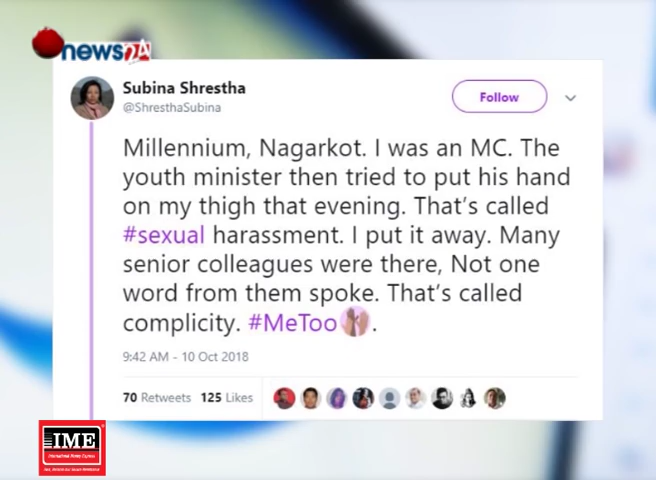 news24
Subina Shrestha
@ShresthaSubina
Follow
Millennium, Nagarkot. I was an MC. The
youth minister then tried to put his hand
on my thigh that evening. That's called
#sexual harassment. I put it away. Many
senior colleagues were there, Not one
word from them spoke. That's called
complicity. #MeToo.
9:42 AM - 10 Oct 2018
70 Retweets 125 Likes
IME